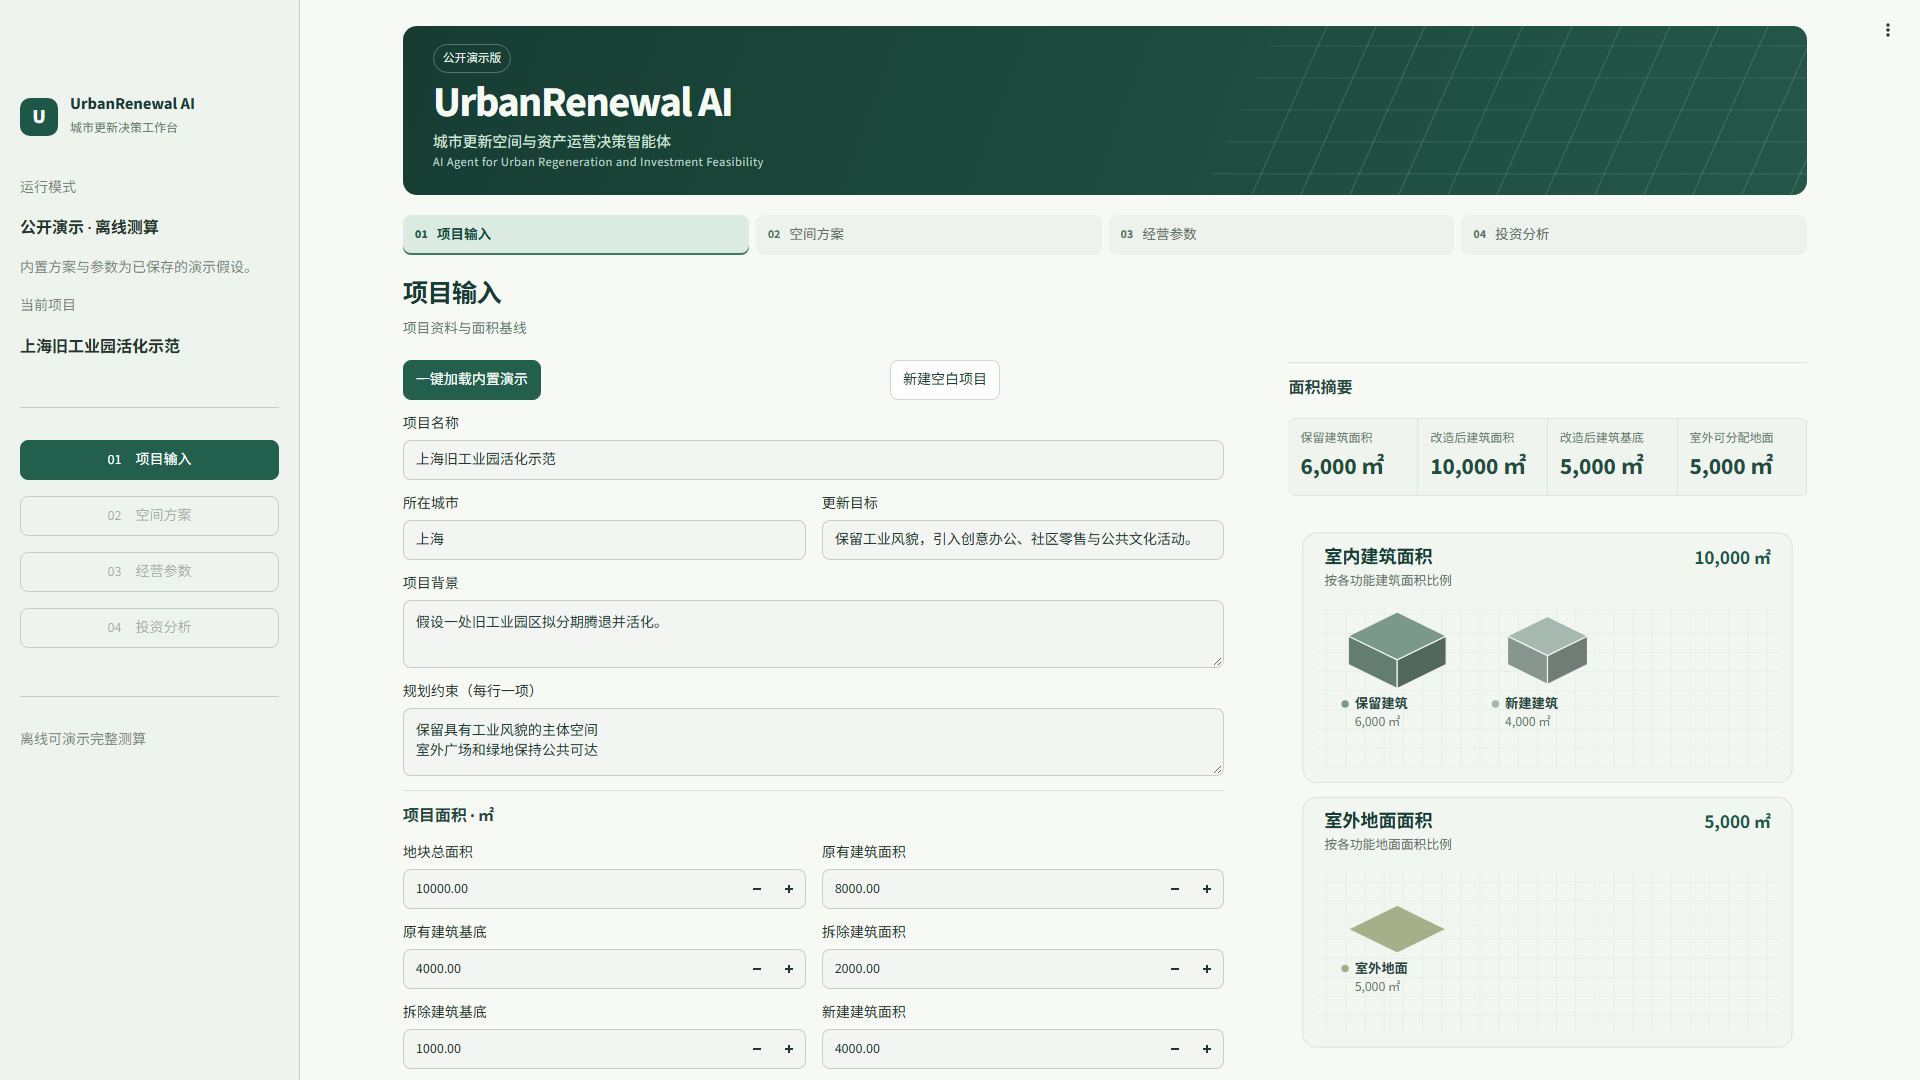 U
UrbanRenewal AI
城市更新决策工作台
运行模式
公开演示 · 离线测算
内置方案与参数为已保存的演示假设。
当前项目
上海旧工业园活化示范
01 项目输入
02 空间方案
03 经营参数
04 投资分析
离线可演示完整测算
公开演示版
UrbanRenewal AI
城市更新空间与资产运营决策智能体
AI Agent for Urban Regeneration and Investment Feasibility
01 项目输入
02 空间方案
03 经营参数
04 投资分析
项目输入
项目资料与面积基线
一键加载内置演示
新建空白项目
项目名称
上海旧工业园活化示范
所在城市
更新目标
上海
保留工业风貌，引入创意办公、社区零售与公共文化活动。
项目背景
假设一处旧工业园区拟分期腾退并活化。
规划约束（每行一项）
保留具有工业风貌的主体空间
室外广场和绿地保持公共可达
项目面积 · ㎡
地块总面积
原有建筑面积
10000.00
8000.00
原有建筑基底
拆除建筑面积
4000.00
2000.00
拆除建筑基底
新建建筑面积
1000.00
4000.00
面积摘要
保留建筑面积
6,000 ㎡
改造后建筑面积
10,000 ㎡
改造后建筑基底
5,000 ㎡
室外可分配地面
5,000 ㎡
室内建筑面积
10,000 ㎡
按各功能建筑面积比例
保留建筑
6,000 ㎡
新建建筑
4,000 ㎡
室外地面面积
5,000 ㎡
按各功能地面面积比例
室外地面
5,000 ㎡